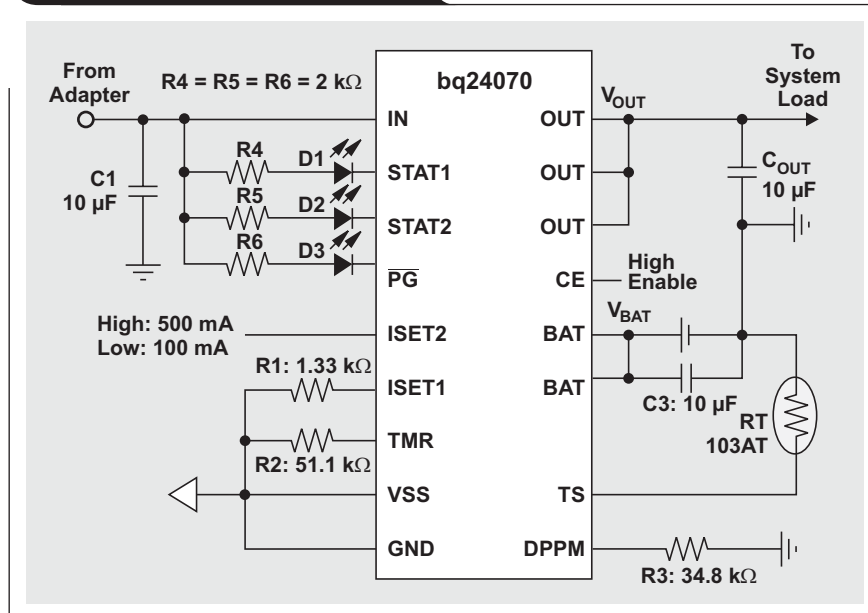 From
Adapter
R4 = R5 = R6 = 2 kΩ
bq24070
To
System
Load
V_OUT
IN
OUT
R4
D1
STAT1
OUT
C_OUT
10 µF
C1
10 µF
R5
D2
STAT2
OUT
R6
D3
PG
CE
High
Enable
High: 500 mA
Low: 100 mA
ISET2
V_BAT
BAT
R1: 1.33 kΩ
ISET1
BAT
C3: 10 µF
RT
103AT
TMR
R2: 51.1 kΩ
VSS
TS
GND
DPPM
R3: 34.8 kΩ